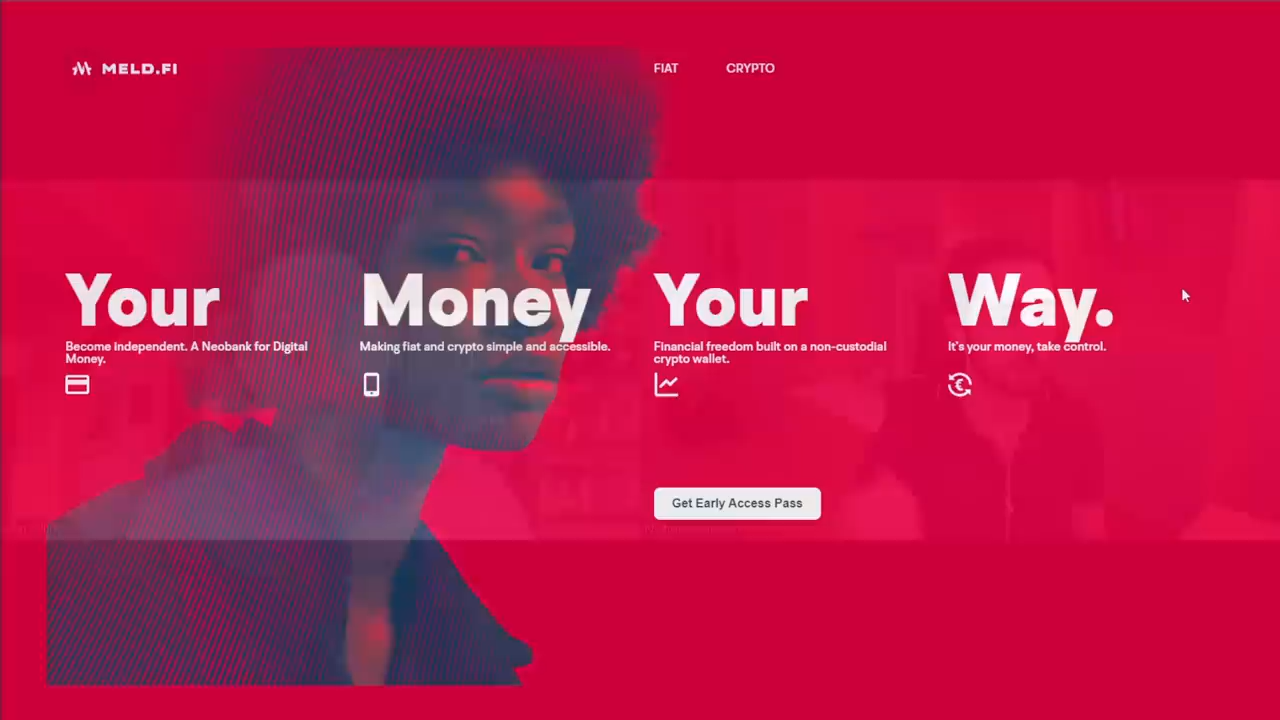 MELD.FI
FIAT
CRYPTO
Your
Become independent. A Neobank for Digital
Money.
Money
Making fiat and crypto simple and accessible.
Your
Financial freedom built on a non-custodial
crypto wallet.
Way.
It's your money, take control.
Get Early Access Pass